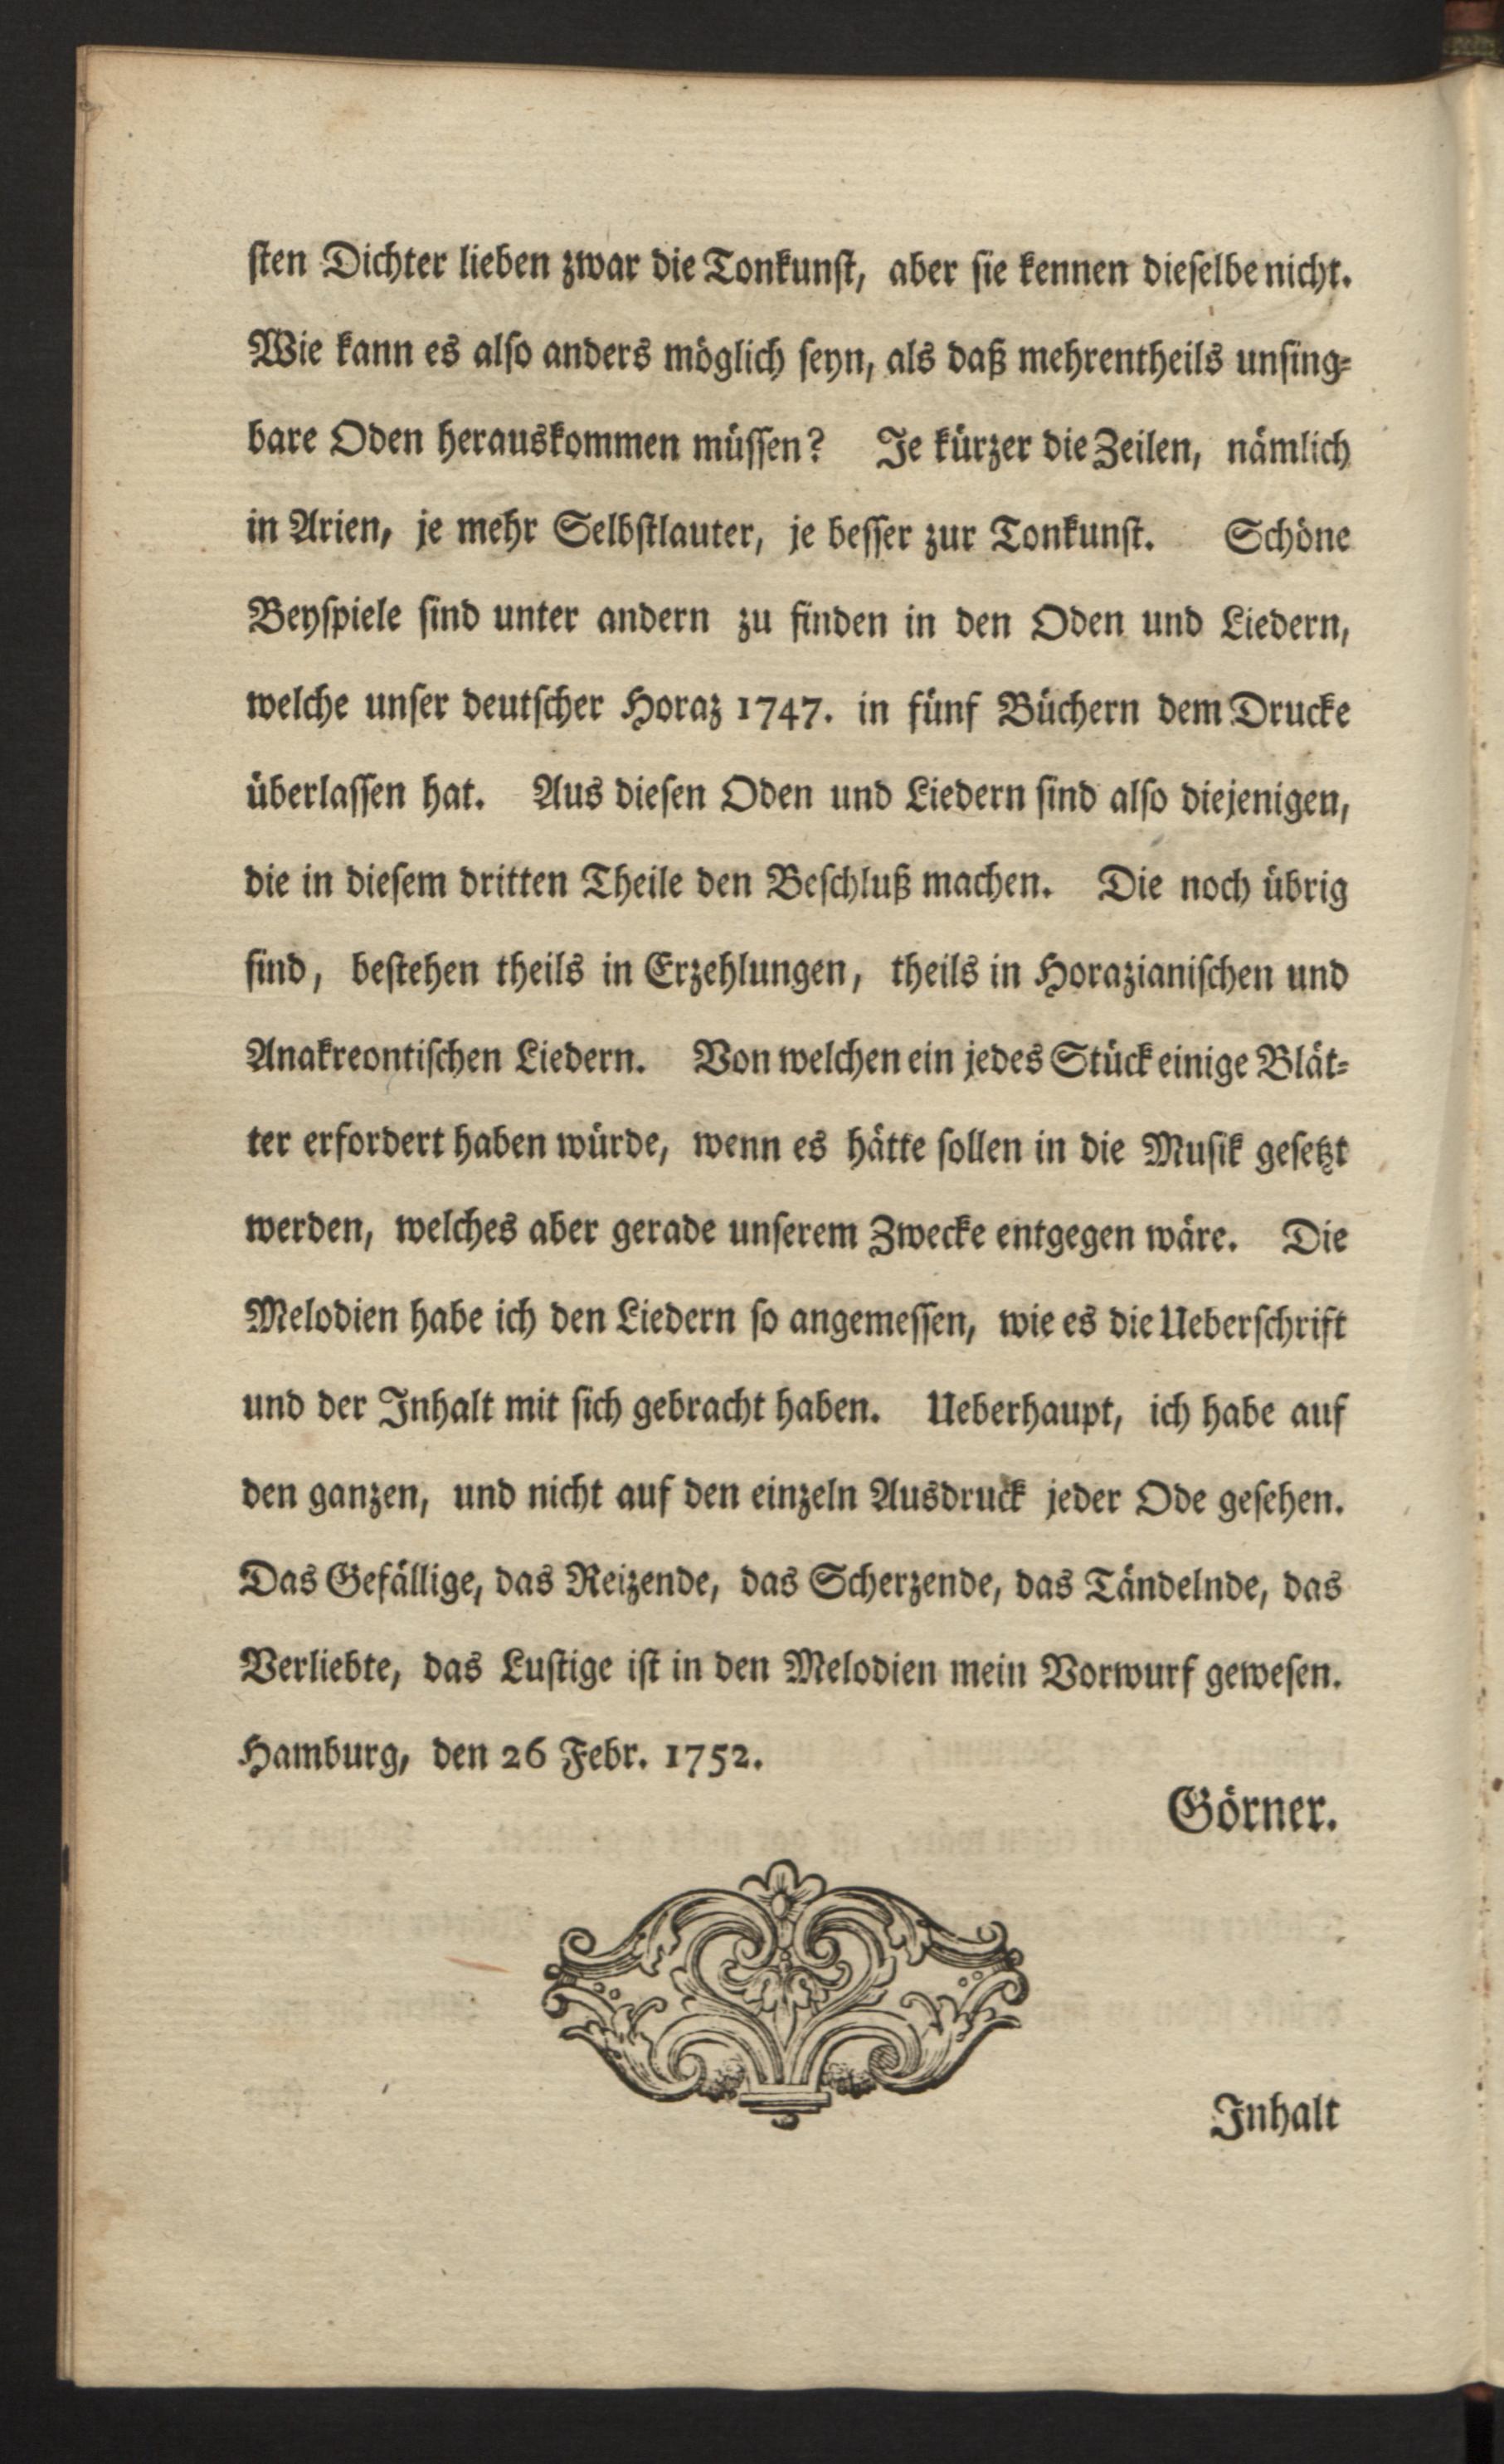 sten Dichter lieben zwar die Tonkunst, aber sie kennen dieselbe nicht.
Wie kann es also anders möglich seyn, als daß mehrentheils unsing-
bare Oden herauskommen müssen? Je kürzer die Zeilen, nämlich
in Arien, je mehr Selbstlauter, je besser zur Tonkunst. Schöne
Beyspiele sind unter andern zu finden in den Oden und Liedern,
welche unser deutscher Horaz 1747. in fünf Büchern dem Drucke
überlassen hat. Aus diesen Oden und Liedern sind also diejenigen,
die in diesem dritten Theile den Beschluß machen. Die noch übrig
sind, bestehen theils in Erzehlungen, theils in Horazianischen und
Anakreontischen Liedern. Von welchen ein jedes Stück einige Blät-
ter erfordert haben würde, wenn es hätte sollen in die Musik gesetzt
werden, welches aber gerade unserem Zwecke entgegen wäre. Die
Melodien habe ich den Liedern so angemessen, wie es die Ueberschrift
und der Inhalt mit sich gebracht haben. Ueberhaupt, ich habe auf
den ganzen, und nicht auf den einzeln Ausdruck jeder Ode gesehen.
Das Gefällige, das Reizende, das Scherzende, das Tändelnde, das
Verliebte, das Lustige ist in den Melodien mein Vorwurf gewesen.
Hamburg, den 26 Febr. 1752.
Görner.
Inhalt